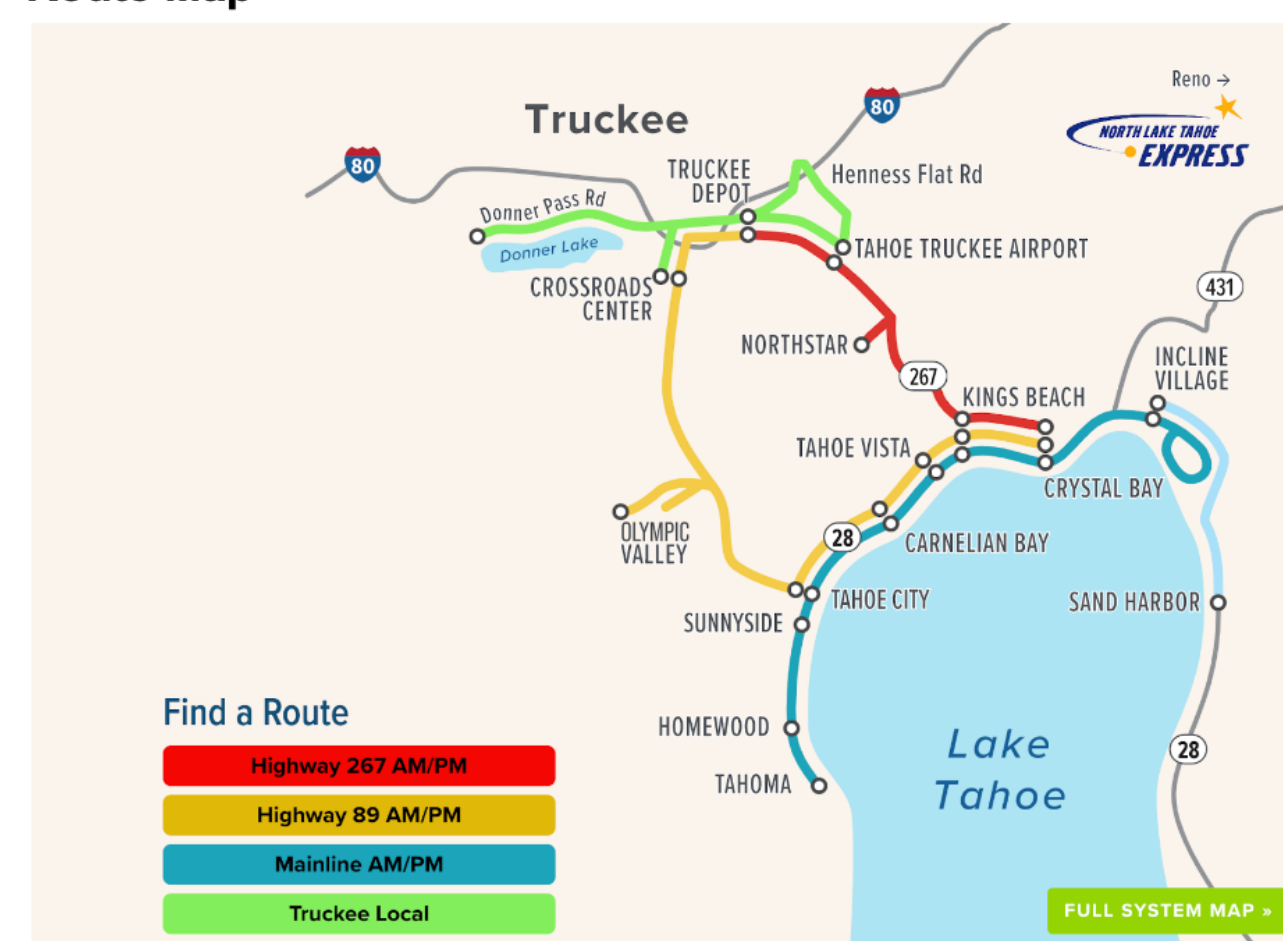 Route Map
Reno →
NORTH LAKE TAHOE
EXPRESS
80
Truckee
80
TRUCKEE
DEPOT
Henness Flat Rd
Donner Pass Rd
Donner Lake
TAHOE TRUCKEE AIRPORT
CROSSROADS
CENTER
431
NORTHSTAR
INCLINE
VILLAGE
267
KINGS BEACH
TAHOE VISTA
CRYSTAL BAY
OLYMPIC
VALLEY
28
CARNELIAN BAY
TAHOE CITY
SAND HARBOR
SUNNYSIDE
Find a Route
HOMEWOOD
Lake
Tahoe
28
TAHOMA
Highway 267 AM/PM
Highway 89 AM/PM
Mainline AM/PM
Truckee Local
FULL SYSTEM MAP »